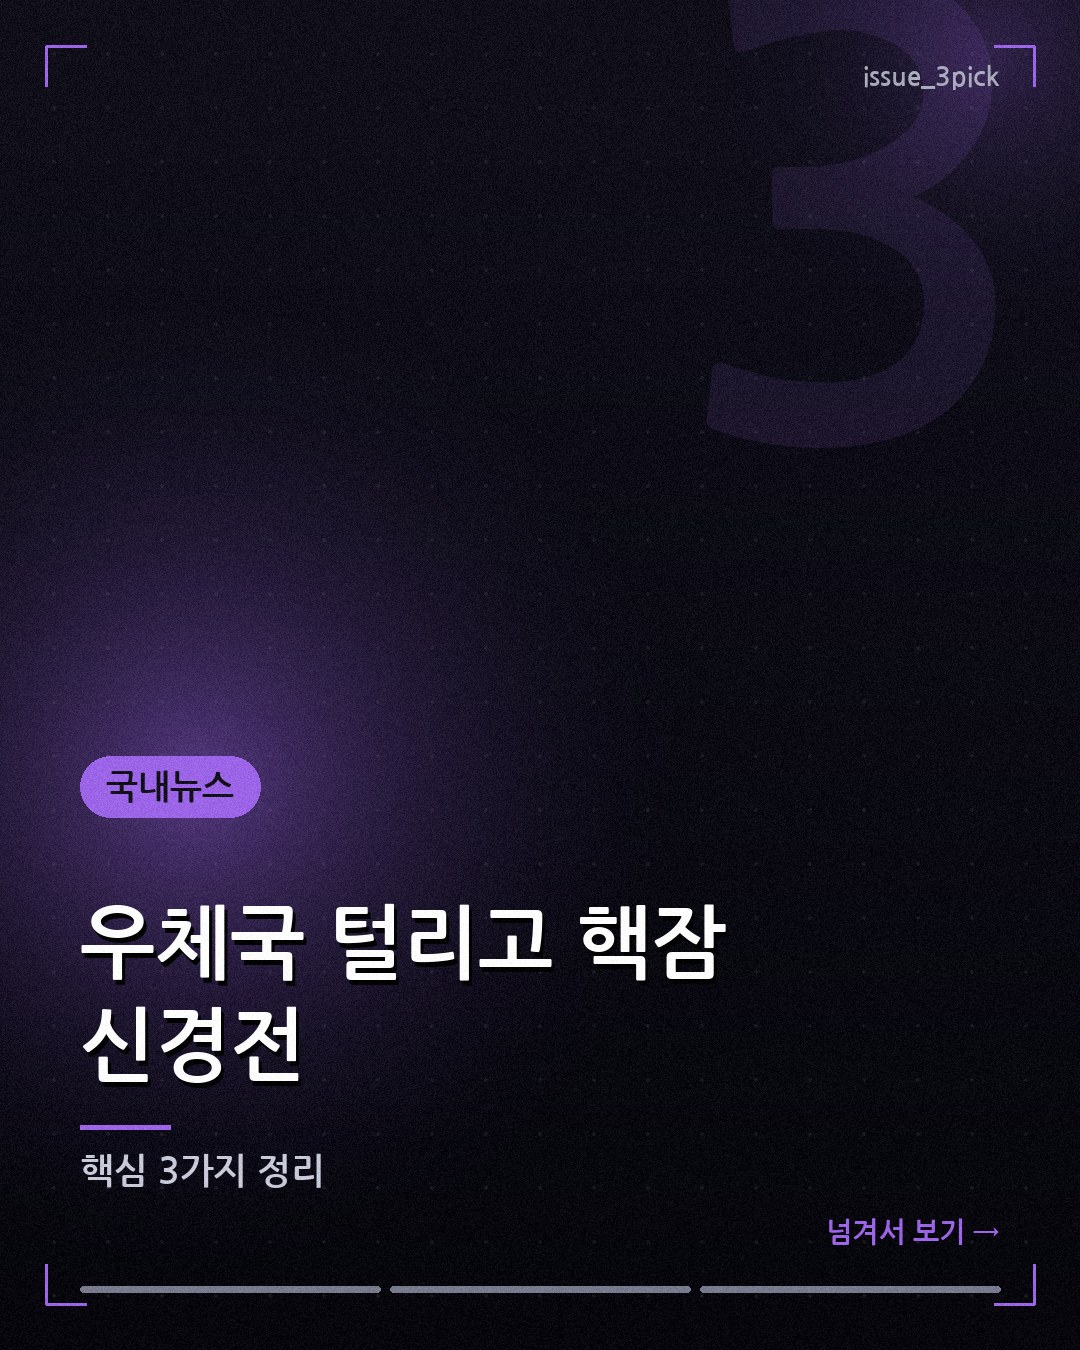 issue_3pick
3
국내뉴스
우체국 털리고 핵잠
신경전
핵심 3가지 정리
넘겨서 보기 →